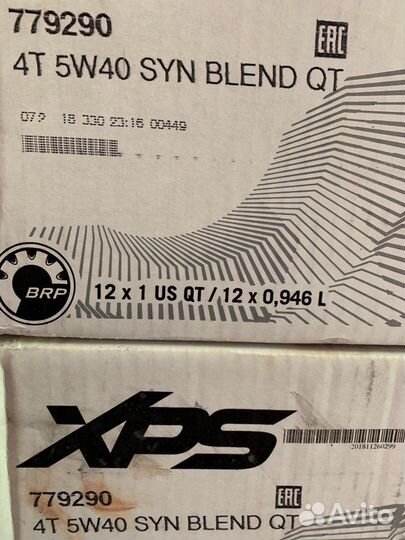 779290
EAC
4T 5W40 SYN BLEND QT
18 330 23:16 00449
BRP
12 x 1 US QT / 12 x 0,946 L
XPS
201811260299
779290
EAC
4T 5W40 SYN BLEND QT
Avito